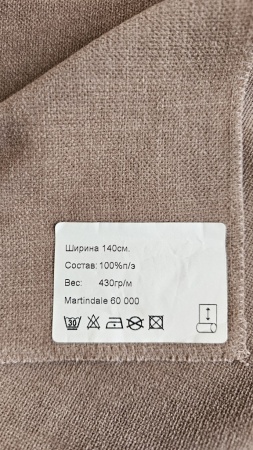 Ширина 140см.
Состав: 100%п/э
Вес: 430гр/м
Martindale 60 000
30